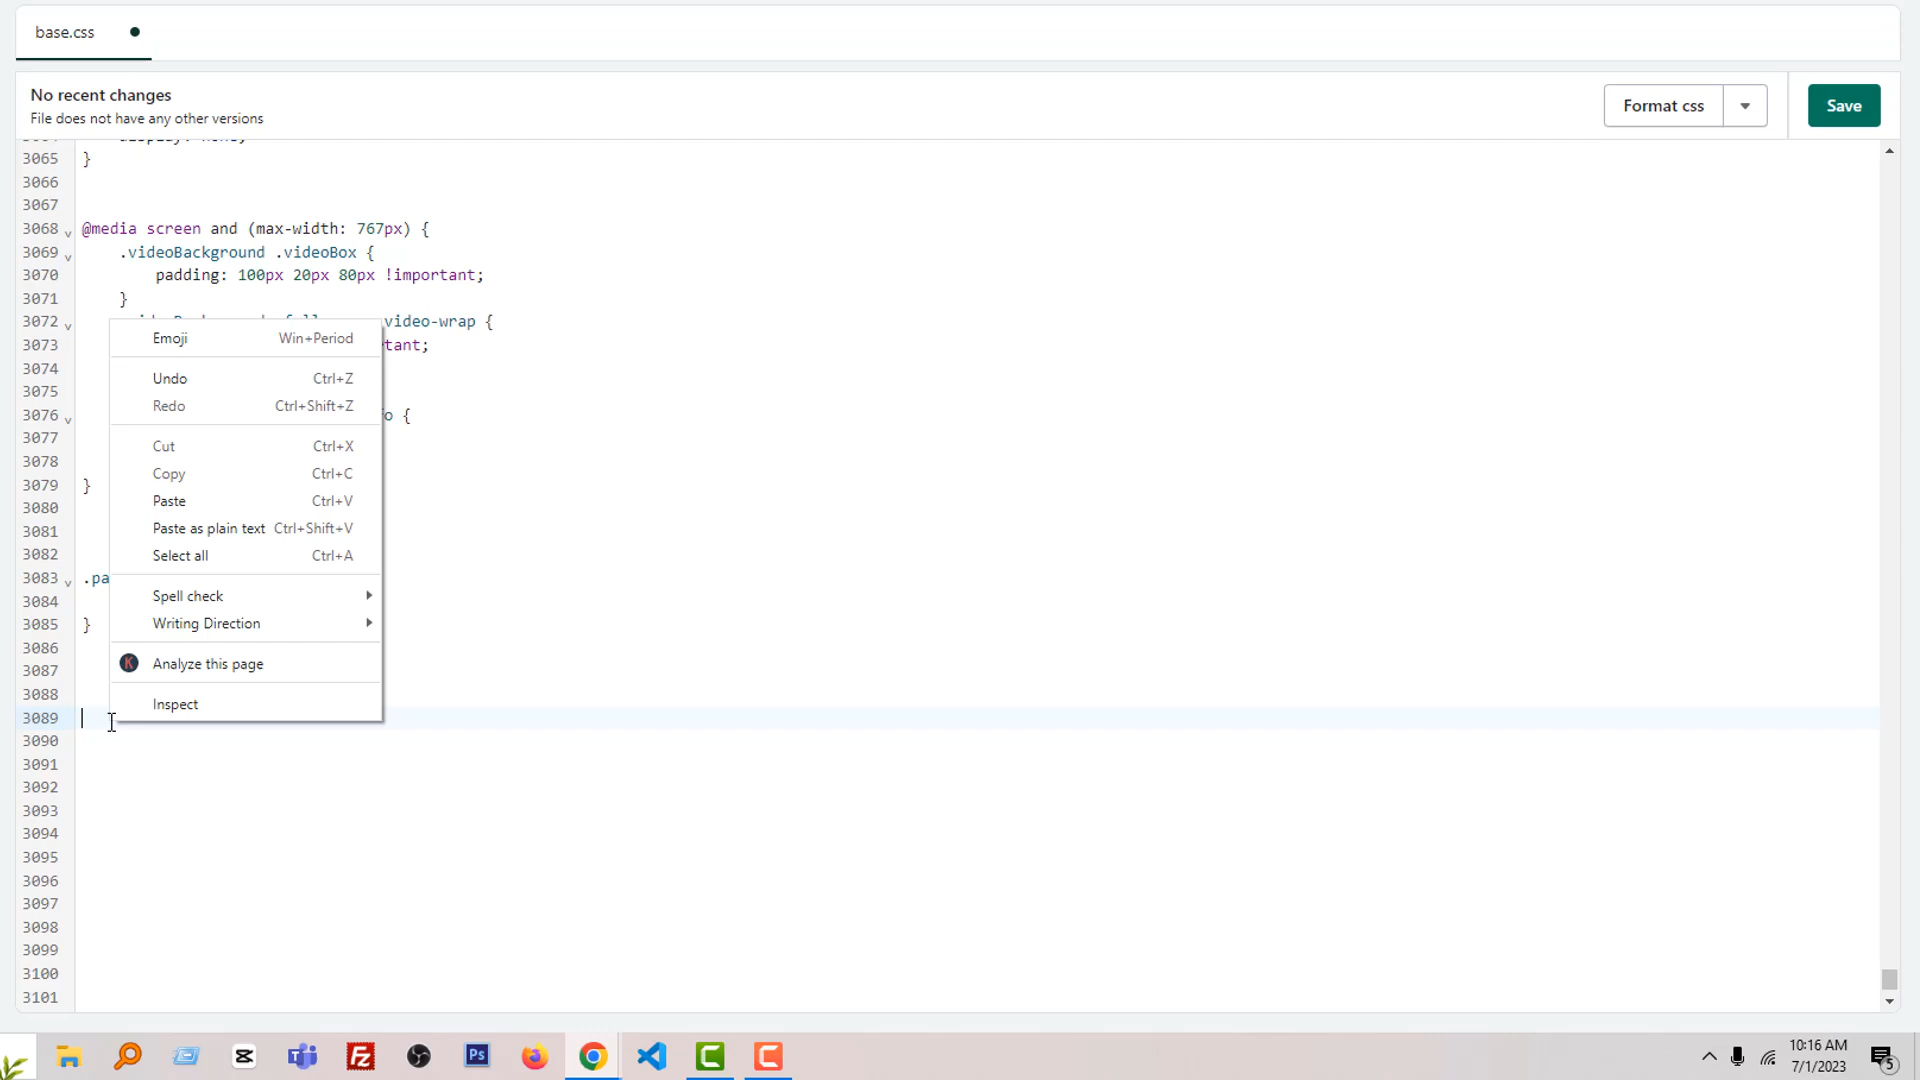 base.css
No recent changes
File does not have any other versions
Format css
Save
3065 }
3066
3067
3068 @media screen and (max-width: 767px) {
3069 .videoBackground .videoBox {
3070 padding: 100px 20px 80px !important;
3071 }
3072 video-wrap {
3073 tant;
3074
3075
3076 o {
3077
3078
3079 }
3080
3081
3082
3083 .pa
3084
3085 }
3086
3087
3088
3089
3090
3091
3092
3093
3094
3095
3096
3097
3098
3099
3100
3101
Emoji Win+Period
Undo Ctrl+Z
Redo Ctrl+Shift+Z
Cut Ctrl+X
Copy Ctrl+C
Paste Ctrl+V
Paste as plain text Ctrl+Shift+V
Select all Ctrl+A
Spell check
Writing Direction
K Analyze this page
Inspect
Fz
Ps
C
C
10:16 AM
7/1/2023
5